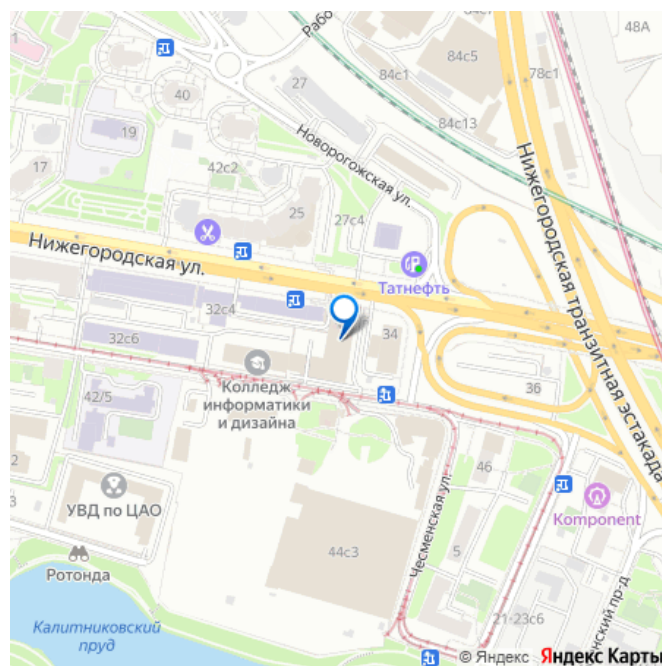 48А
84с5
78с1
84с1
Рабо
27
40
84с13
19
Новорогожская ул.
17
42с2
25
27с4
Нижегородская ул.
Татнефть
Нижегородская транзитная эстакада
32с4
32с6
34
Колледж
информатики
и дизайна
36
42/5
46
УВД по ЦАО
Чесменская ул.
Komponent
44с3
5
Ротонда
21-23с6
Калитниковский
пруд
© Яндекс
Яндекс Карты